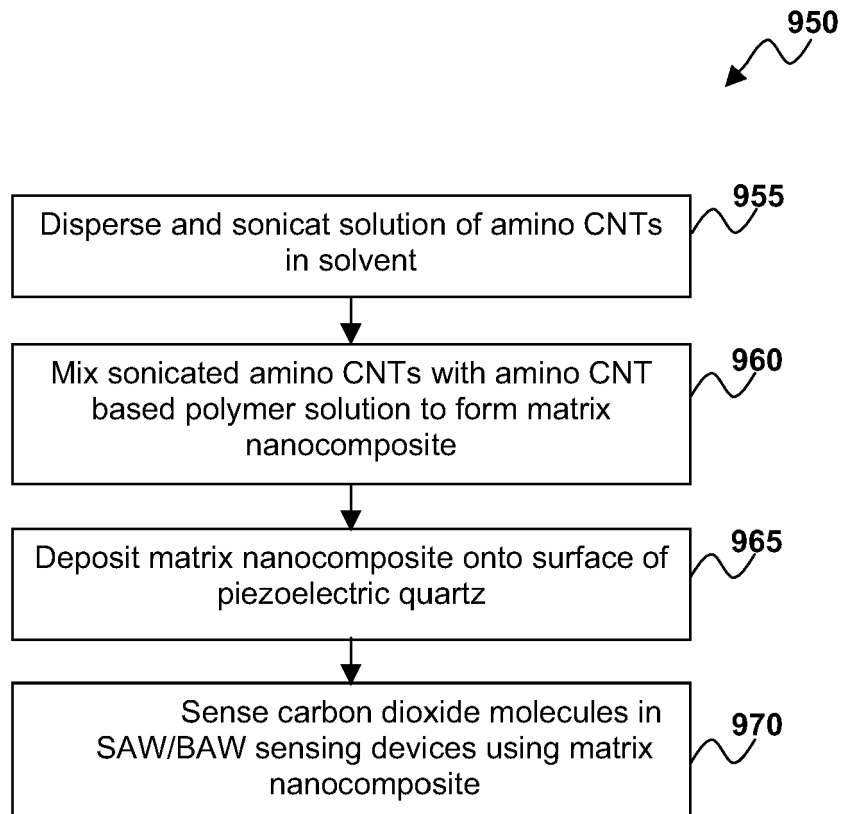 950
955
Disperse and sonicat solution of amino CNTs
in solvent
960
Mix sonicated amino CNTs with amino CNT
based polymer solution to form matrix
nanocomposite
965
Deposit matrix nanocomposite onto surface of
piezoelectric quartz
970
Sense carbon dioxide molecules in
SAW/BAW sensing devices using matrix
nanocomposite